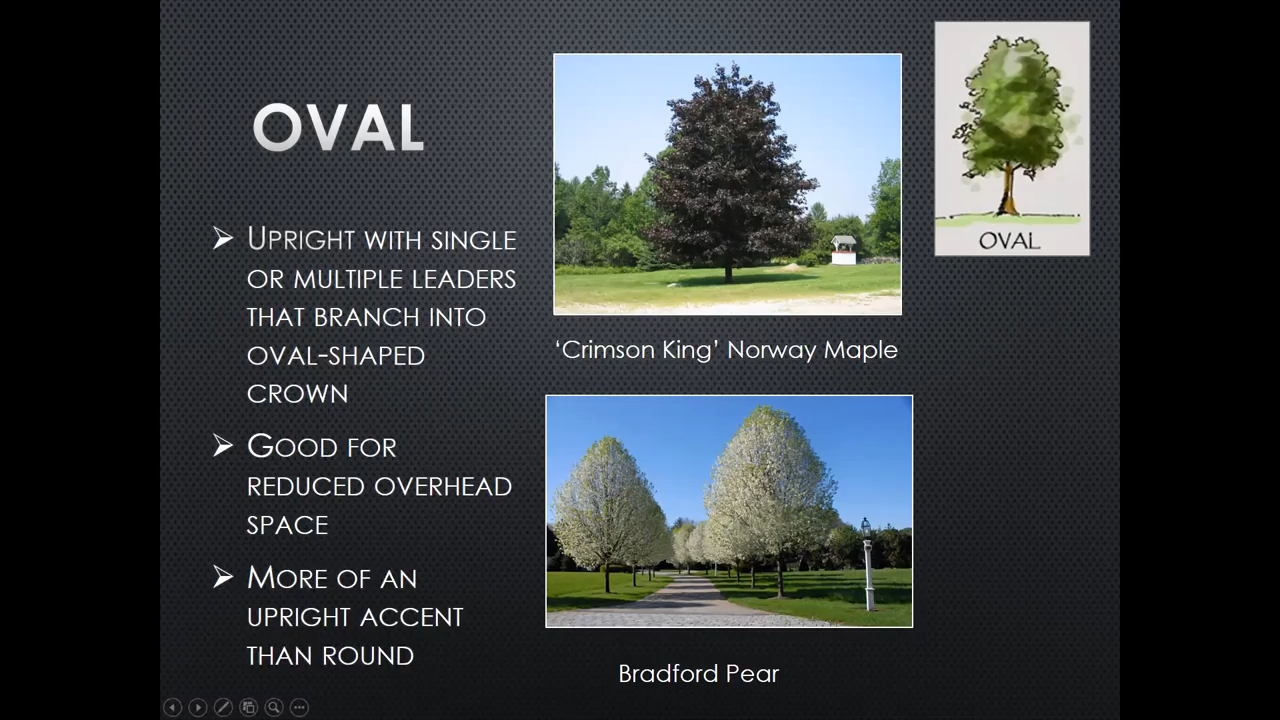 OVAL
UPRIGHT WITH SINGLE
OR MULTIPLE LEADERS
THAT BRANCH INTO
OVAL-SHAPED
CROWN
GOOD FOR
REDUCED OVERHEAD
SPACE
MORE OF AN
UPRIGHT ACCENT
THAN ROUND
‘Crimson King’ Norway Maple
Bradford Pear
OVAL